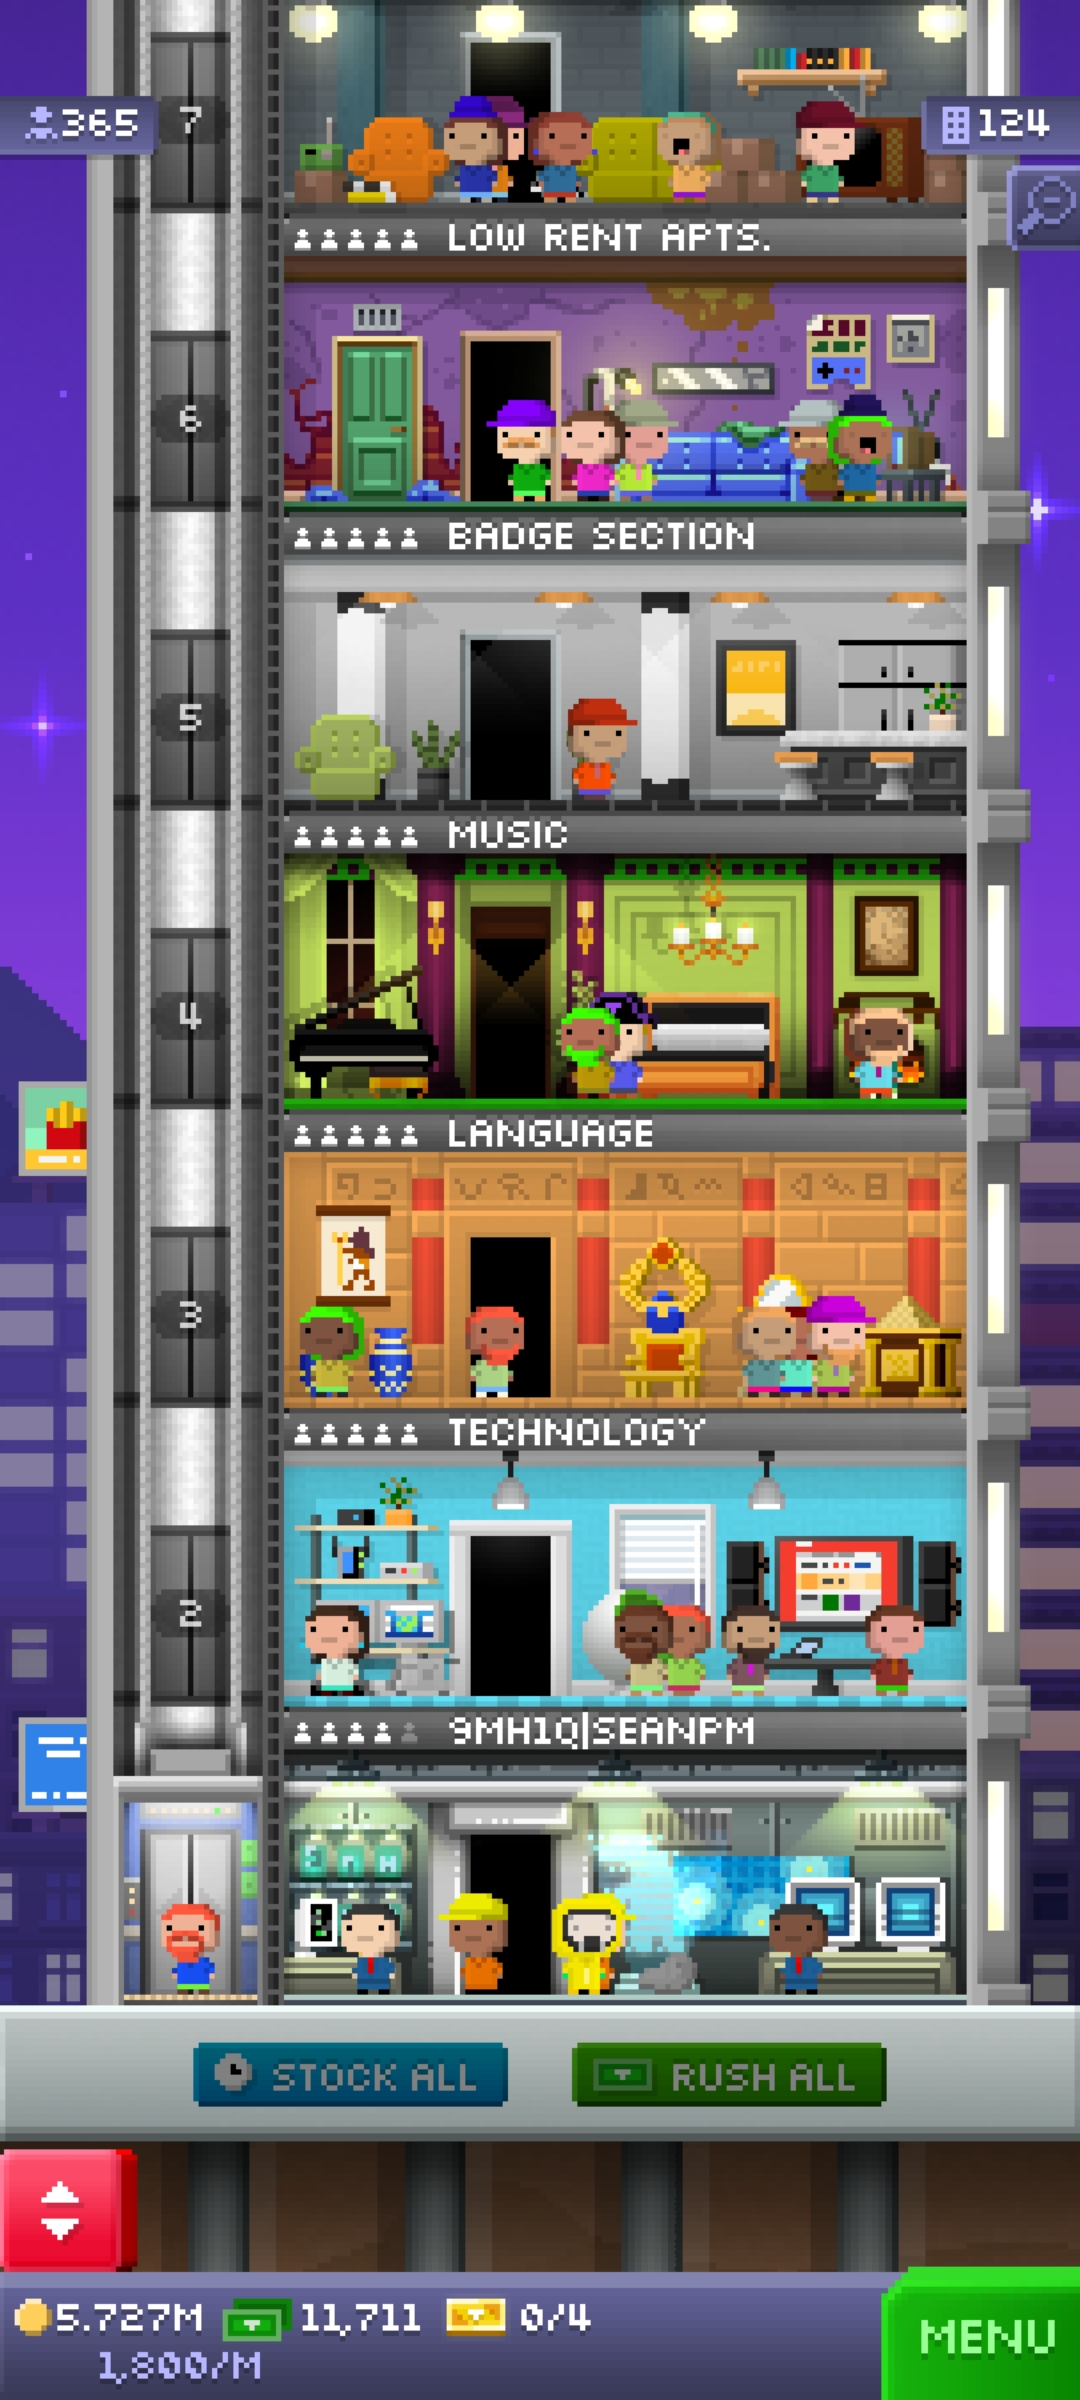 365
7
124
LOW RENT APTS.
6
BADGE SECTION
5
MUSIC
4
LANGUAGE
3
TECHNOLOGY
2
9MH1Q|SEANPM
STOCK ALL
RUSH ALL
5.727M 11,711 0/4
1,800/M
MENU